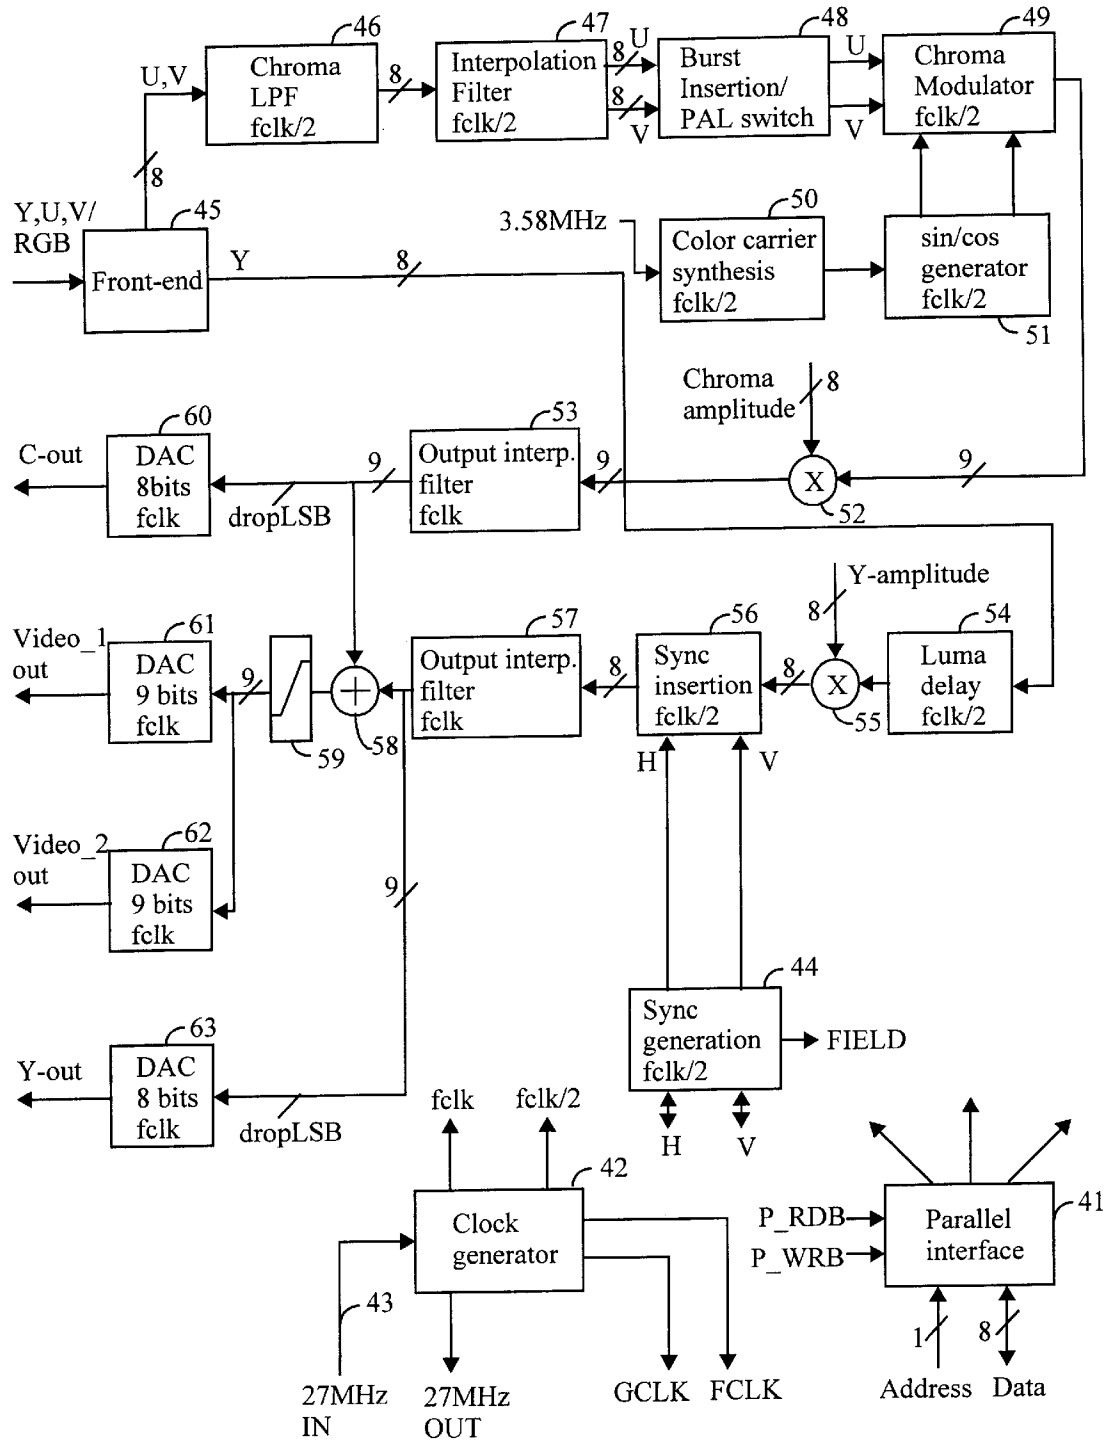 46
47
48
49
Chroma
LPF
fclk/2
Interpolation
Filter
fclk/2
Burst
Insertion/
PAL switch
Chroma
Modulator
fclk/2
U,V
8
8
U
8
V
U
V
8
Y,U,V/
RGB
45
Front-end
Y
8
3.58MHz
50
Color carrier
synthesis
fclk/2
sin/cos
generator
fclk/2
51
Chroma
amplitude
8
60
53
C-out
DAC
8bits
fclk
dropLSB
9
Output interp.
filter
fclk
9
X
52
9
Y-amplitude
8
Video_1
out
61
DAC
9 bits
fclk
9
59
58
57
Output interp.
filter
fclk
8
56
Sync
insertion
fclk/2
8
X
55
54
Luma
delay
fclk/2
H
V
Video_2
out
62
DAC
9 bits
fclk
9
44
Sync
generation
fclk/2
FIELD
H
V
Y-out
63
DAC
8 bits
fclk
dropLSB
fclk
fclk/2
42
Clock
generator
43
27MHz
IN
27MHz
OUT
GCLK
FCLK
P_RDB
P_WRB
Parallel
interface
41
1
8
Address
Data